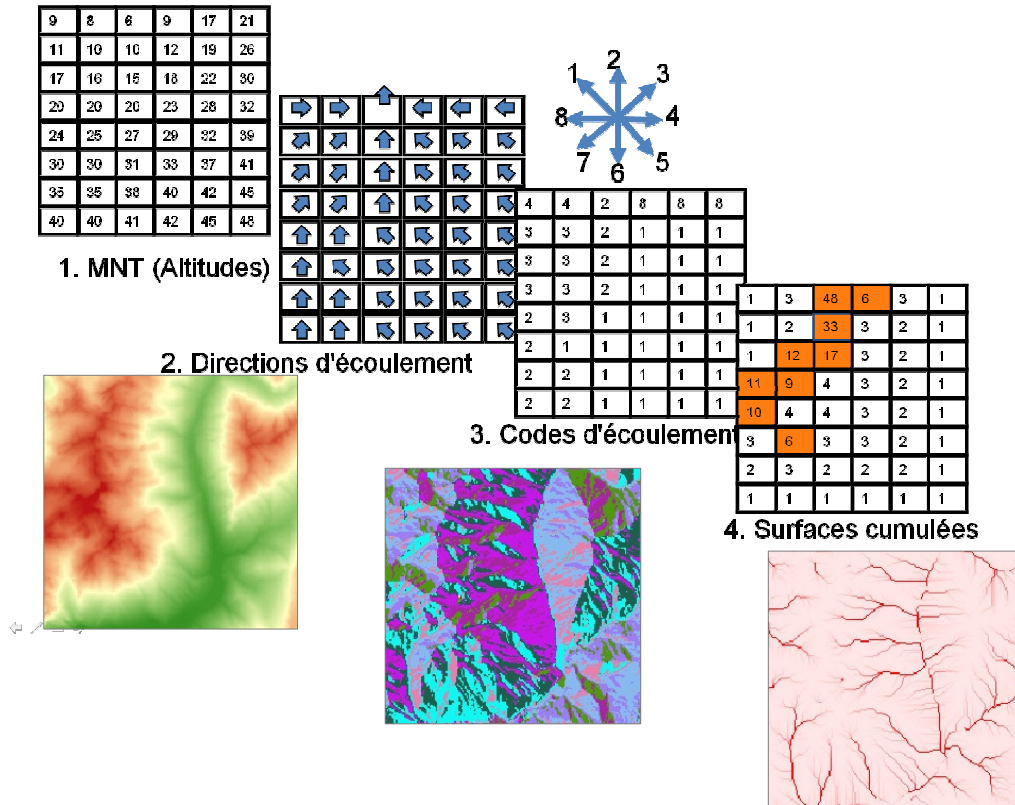 9 8 6 9 17 21
11 10 10 12 19 26
17 16 15 18 22 30
20 20 20 23 28 32
24 25 27 29 32 39
30 30 31 33 37 41
35 35 38 40 42 45
40 40 41 42 45 48
1. MNT (Altitudes)
2. Directions d'écoulement
1 2 3
8 4
7 6 5
4 4 2 8 8 8
3 3 2 1 1 1
3 3 2 1 1 1
3 3 2 1 1 1
2 3 1 1 1 1
2 1 1 1 1 1
2 2 1 1 1 1
2 2 1 1 1 1
3. Codes d'écoulement
1 3 48 6 3 1
1 2 33 3 2 1
1 12 17 3 2 1
11 9 4 3 2 1
10 4 4 3 2 1
3 6 3 3 2 1
2 3 2 2 2 1
1 1 1 1 1 1
4. Surfaces cumulées